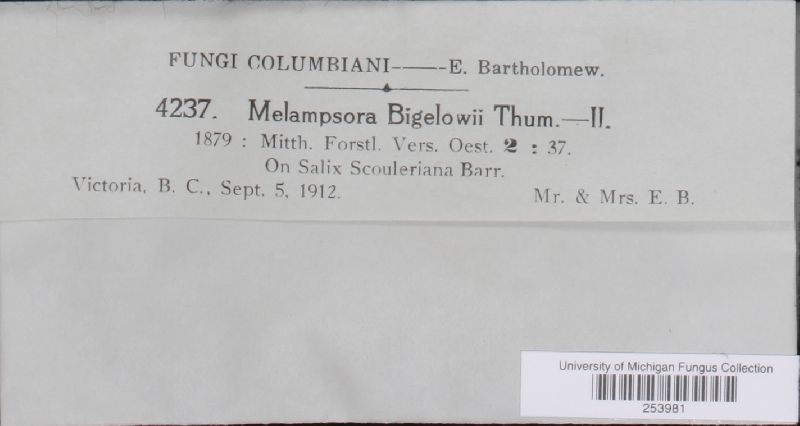 FUNGI COLUMBIANI———E. Bartholomew.
4237. Melampsora Bigelowii Thum.—II.
1879 : Mitth. Forstl. Vers. Oest. 2 : 37.
On Salix Scouleriana Barr.
Victoria, B. C., Sept. 5, 1912.
Mr. & Mrs. E. B.
University of Michigan Fungus Collection
253981